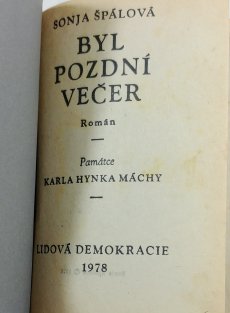 SONJA ŠPÁLOVÁ
BYL
POZDNÍ
VEČER
Román
Památce
KARLA HYNKA MÁCHY
LIDOVÁ DEMOKRACIE
1978